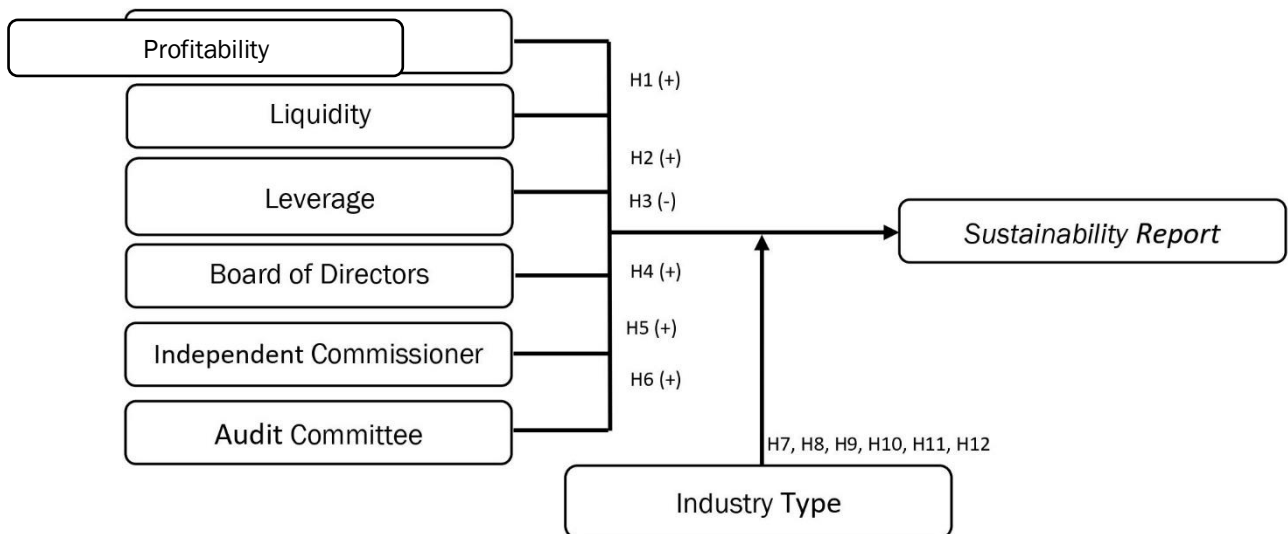 Profitability
H1 (+)
Liquidity
H2 (+)
Leverage
H3 (-)
Sustainability Report
Board of Directors
H4 (+)
H5 (+)
Independent Commissioner
H6 (+)
Audit Committee
H7, H8, H9, H10, H11, H12
Industry Type